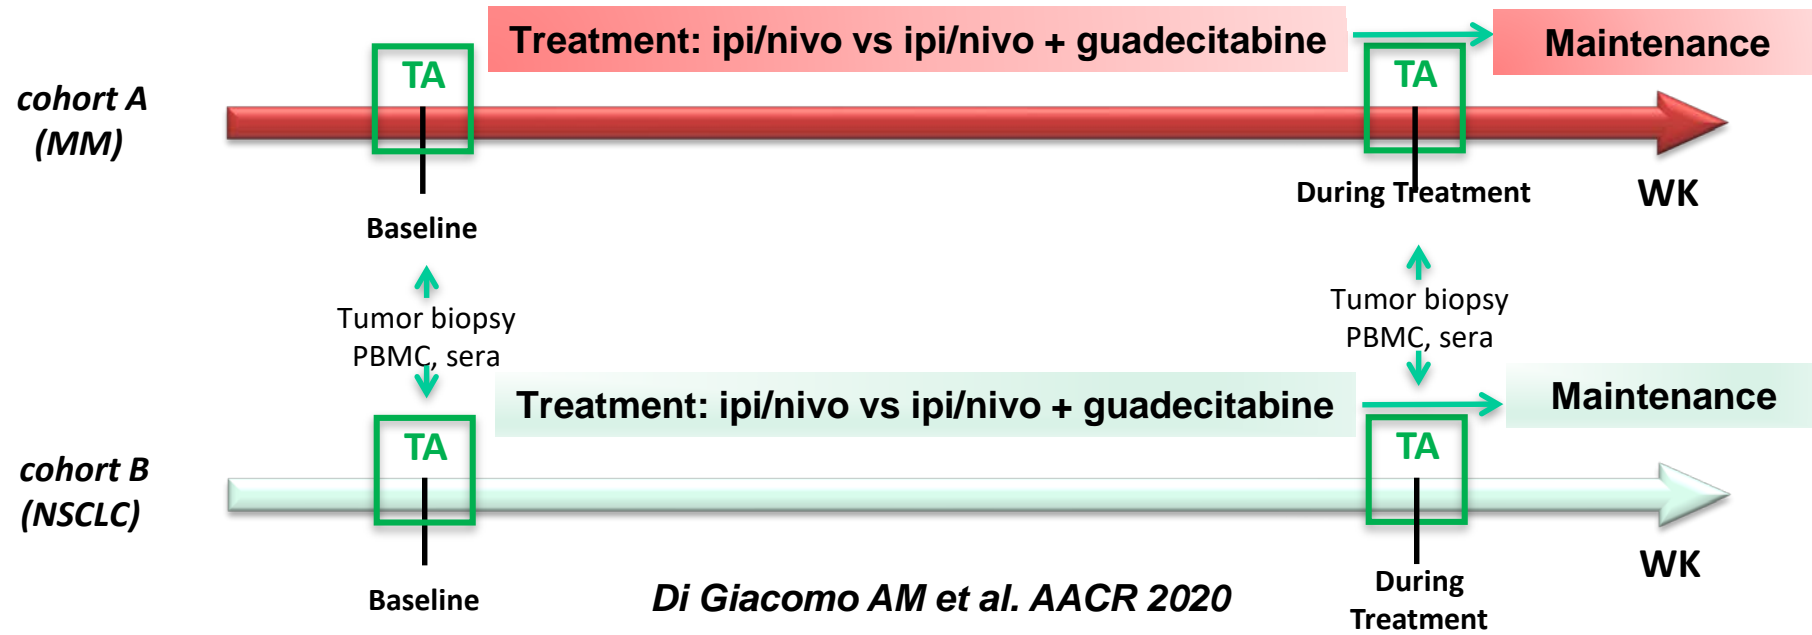 Treatment: ipi/nivo vs ipi/nivo + guadecitabine
Maintenance
TA
TA
cohort A
(MM)
During Treatment
WK
Baseline
Tumor biopsy
PBMC, sera
Tumor biopsy
PBMC, sera
Treatment: ipi/nivo vs ipi/nivo + guadecitabine
Maintenance
TA
TA
cohort B
(NSCLC)
WK
Baseline
Di Giacomo AM et al. AACR 2020
During
Treatment